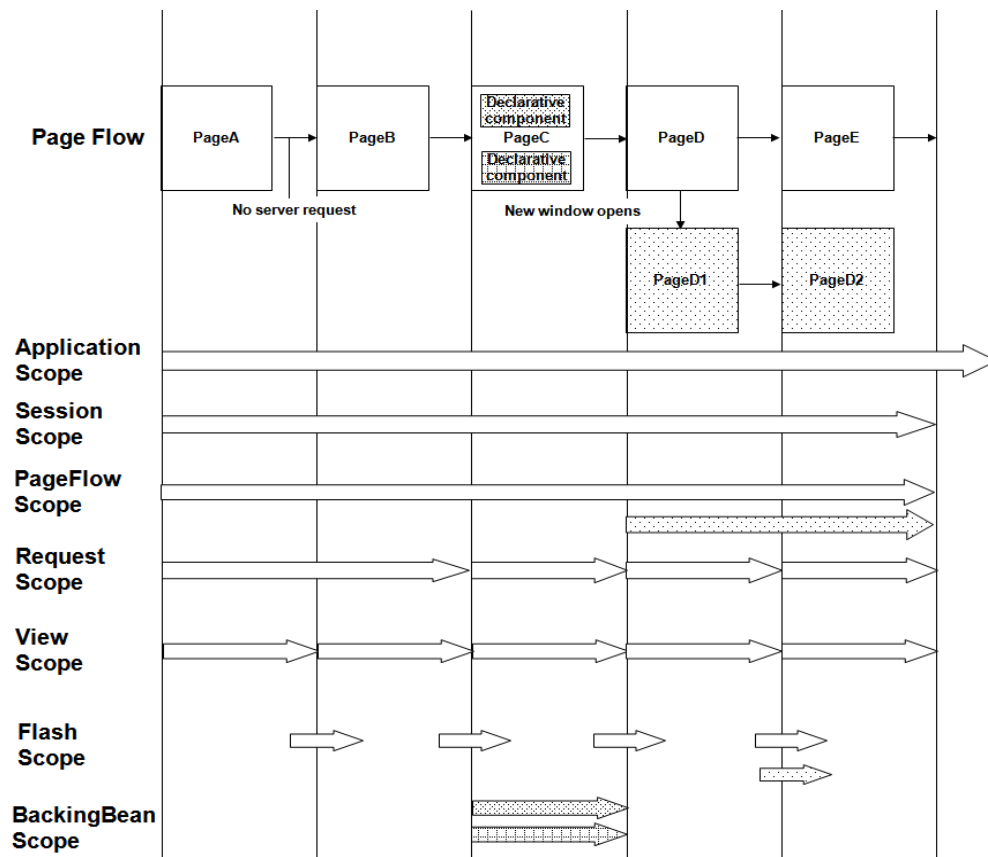 Declarative
component
Page Flow
PageA
PageB
PageC
PageD
PageE
Declarative
component
No server request
New window opens
PageD1
PageD2
Application
Scope
Session
Scope
PageFlow
Scope
Request
Scope
View
Scope
Flash
Scope
BackingBean
Scope